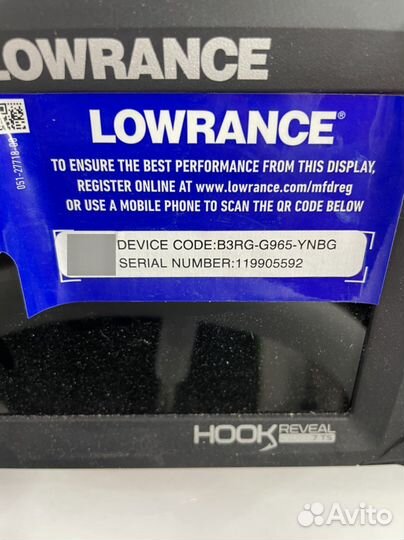 LOWRANCE
LOWRANCE®
TO ENSURE THE BEST PERFORMANCE FROM THIS DISPLAY,
REGISTER ONLINE AT www.lowrance.com/mfdreg
OR USE A MOBILE PHONE TO SCAN THE QR CODE BELOW
DEVICE CODE:B3RG-G965-YNBG
SERIAL NUMBER:119905592
HOOK REVEAL
7 TS
Avito